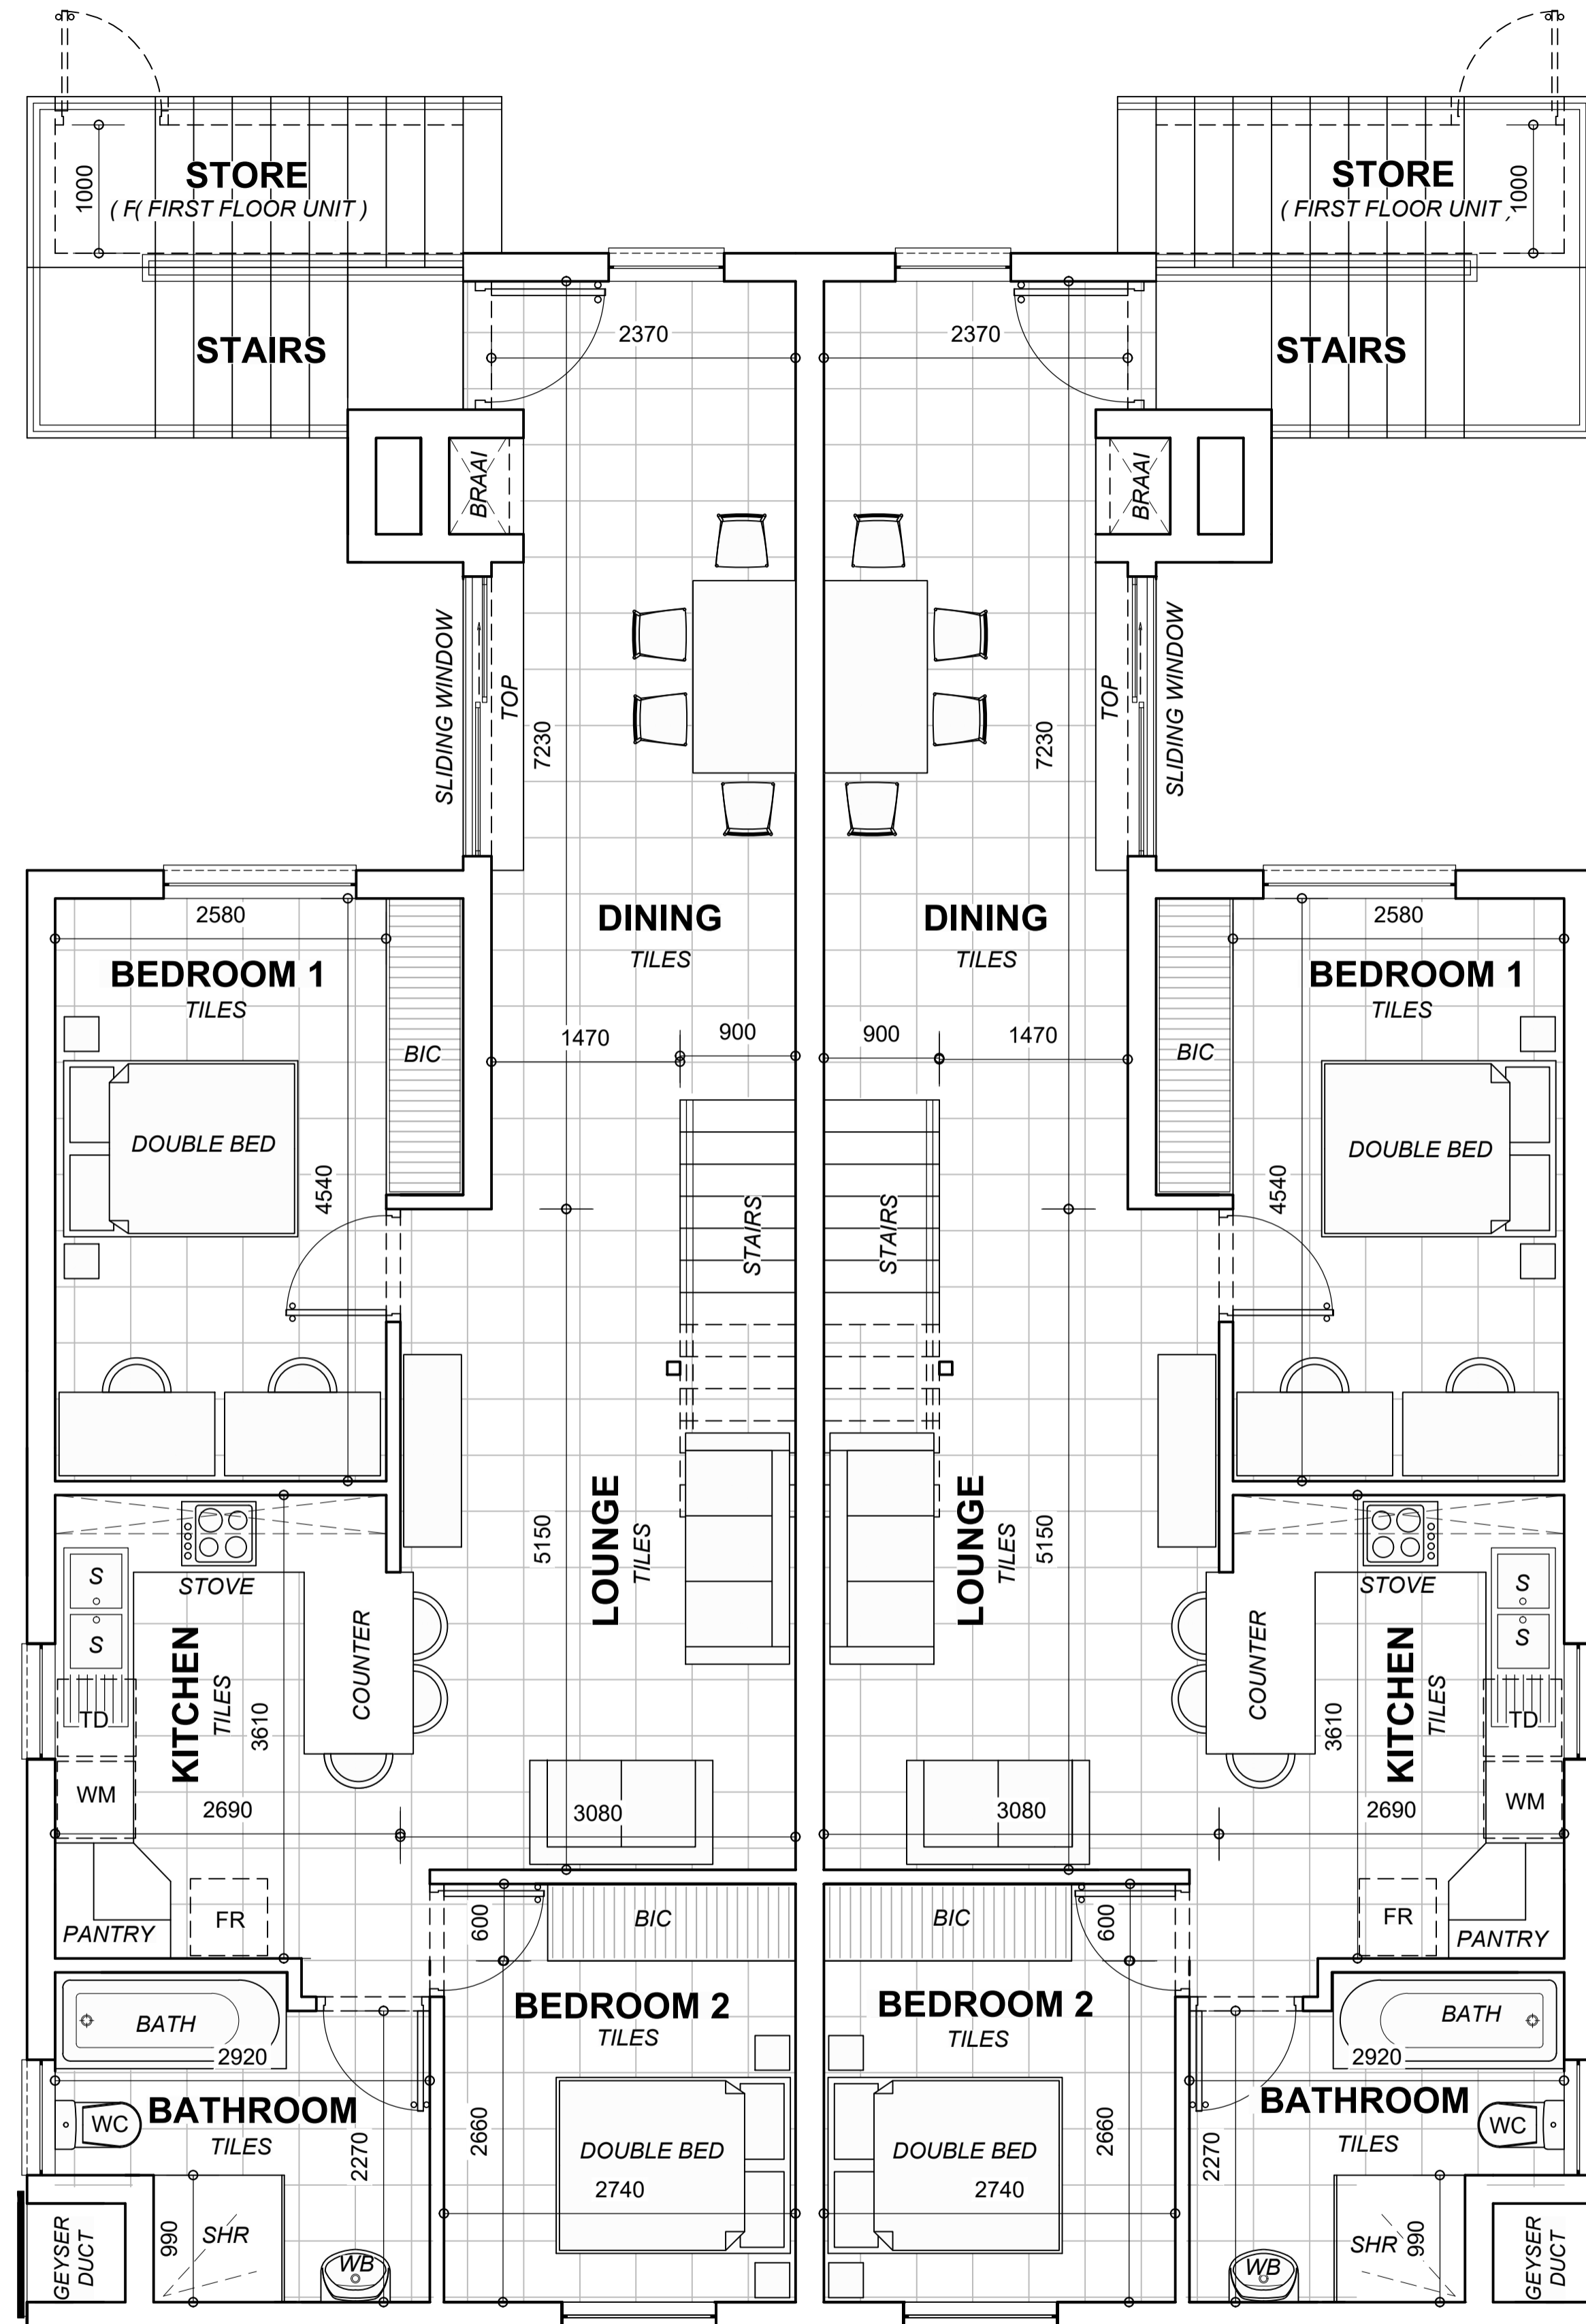 STORE
( F( FIRST FLOOR UNIT )
1000
STORE
( FIRST FLOOR UNIT )
1000
STAIRS
2370
2370
STAIRS
BRAAI
BRAAI
SLIDING WINDOW
TOP
7230
7230
TOP
SLIDING WINDOW
2580
BEDROOM 1
TILES
DINING
TILES
DINING
TILES
2580
BEDROOM 1
TILES
BIC
1470
900
900
1470
BIC
DOUBLE BED
4540
STAIRS
STAIRS
4540
DOUBLE BED
LOUNGE
TILES
5150
LOUNGE
TILES
5150
STOVE
S
S
COUNTER
KITCHEN
TILES
3610
TD
WM
2690
3080
3080
STOVE
S
S
COUNTER
KITCHEN
TILES
3610
TD
WM
2690
PANTRY
FR
600
BIC
BIC
600
FR
PANTRY
BATH
2920
BEDROOM 2
TILES
BEDROOM 2
TILES
BATH
2920
WC
BATHROOM
TILES
2270
2660
DOUBLE BED
2740
DOUBLE BED
2740
2660
2270
BATHROOM
TILES
WC
GEYSER
DUCT
990
SHR
WB
WB
SHR
990
GEYSER
DUCT